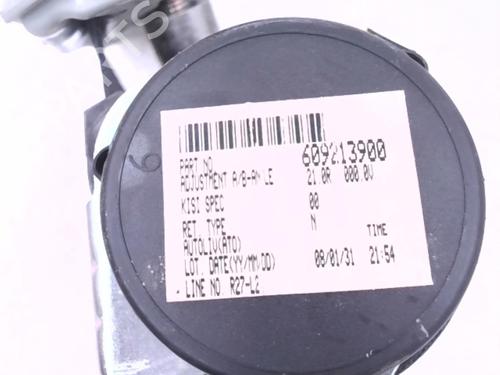 PART NO. 609213900
ADJUSTMENT A/B-ANGLE 21.0R 000.0V
KISI SPEC 00
RET. TYPE N
AUTOLIV(ATO) TIME
LOT. DATE(YY/MM.DD) 08/01/31 21:54
LINE NO R27-L2